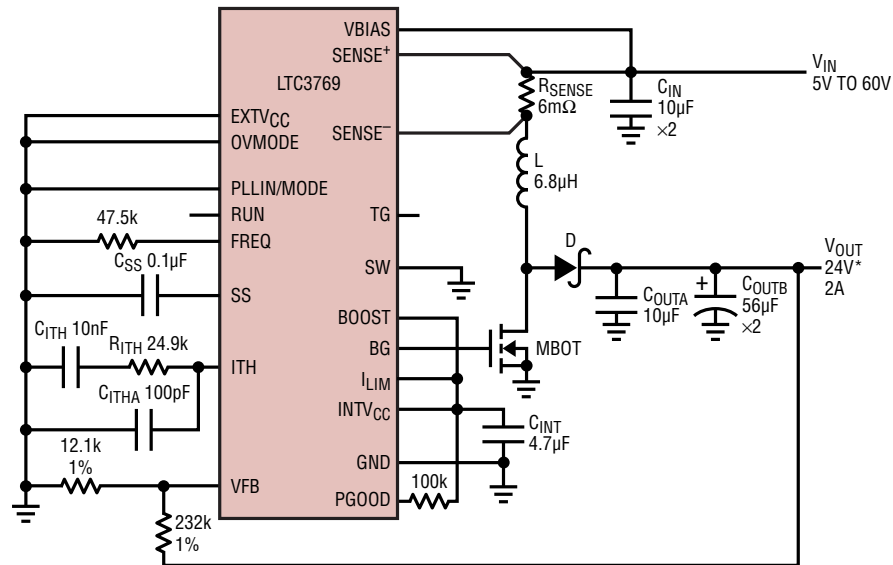 LTC3769
VBIAS
SENSE+
SENSE−
EXTVCC
OVMODE
PLLIN/MODE
RUN
FREQ
SS
ITH
VFB
TG
SW
BOOST
BG
ILIM
INTVCC
GND
PGOOD
47.5k
CSS 0.1µF
CITH 10nF
RITH 24.9k
CITHA 100pF
12.1k
1%
232k
1%
RSENSE
6mΩ
L
6.8µH
CIN
10µF
×2
VIN
5V TO 60V
D
MBOT
COUTA
10µF
+
COUTB
56µF
×2
VOUT
24V*
2A
CINT
4.7µF
100k